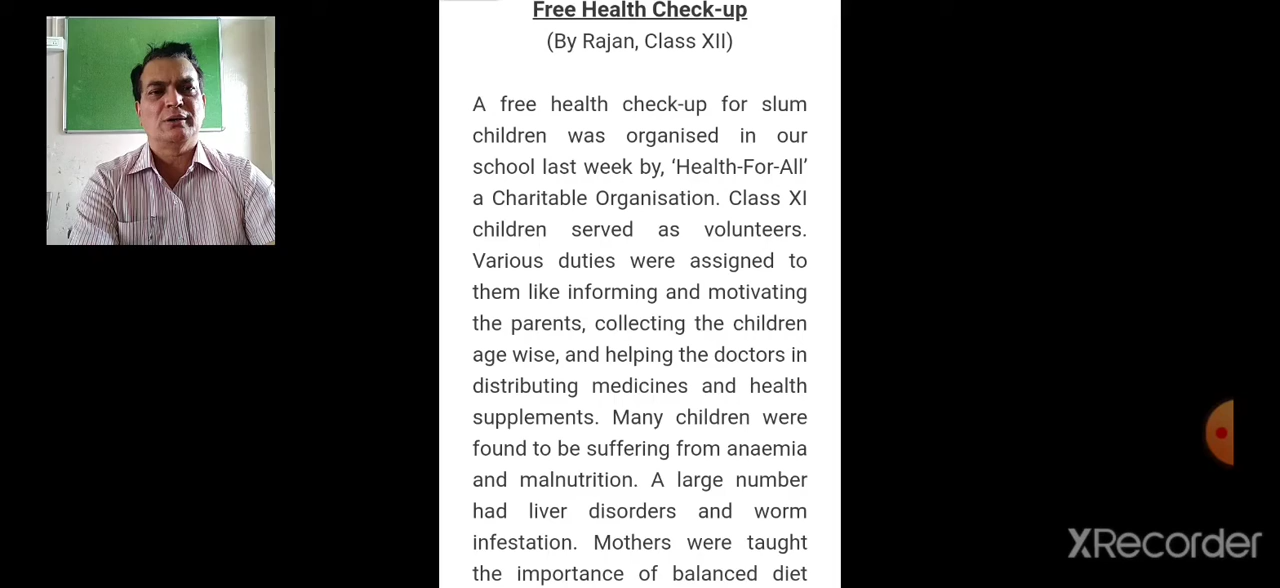 Free Health Check-up
(By Rajan, Class XII)
A free health check-up for slum
children was organised in our
school last week by, ‘Health-For-All’
a Charitable Organisation. Class XI
children served as volunteers.
Various duties were assigned to
them like informing and motivating
the parents, collecting the children
age wise, and helping the doctors in
distributing medicines and health
supplements. Many children were
found to be suffering from anaemia
and malnutrition. A large number
had liver disorders and worm
infestation. Mothers were taught
the importance of balanced diet
XRecorder